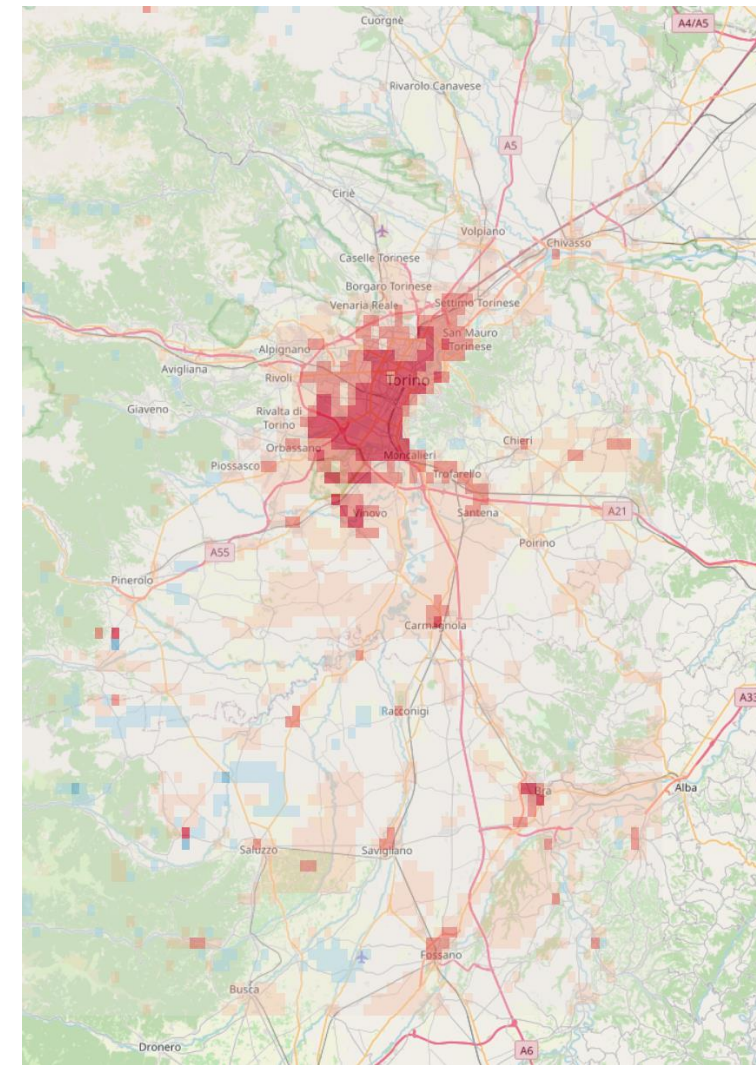 Cuorgnè
A4/A5
Rivarolo Canavese
A5
Ciriè
Volpiano
Chivasso
Caselle Torinese
Borgaro Torinese
Venaria Reale
Settimo Torinese
San Mauro
Torinese
Alpignano
Avigliana
Rivoli
Torino
Giaveno
Rivalta di
Torino
Orbassano
Chieri
Moncalieri
Piossasco
Trofarello
Vinovo
Santena
A21
A55
Poirino
Pinerolo
Carmagnola
Racconigi
A33
Bra
Alba
Saluzzo
Savigliano
Fossano
Busca
Dronero
A6